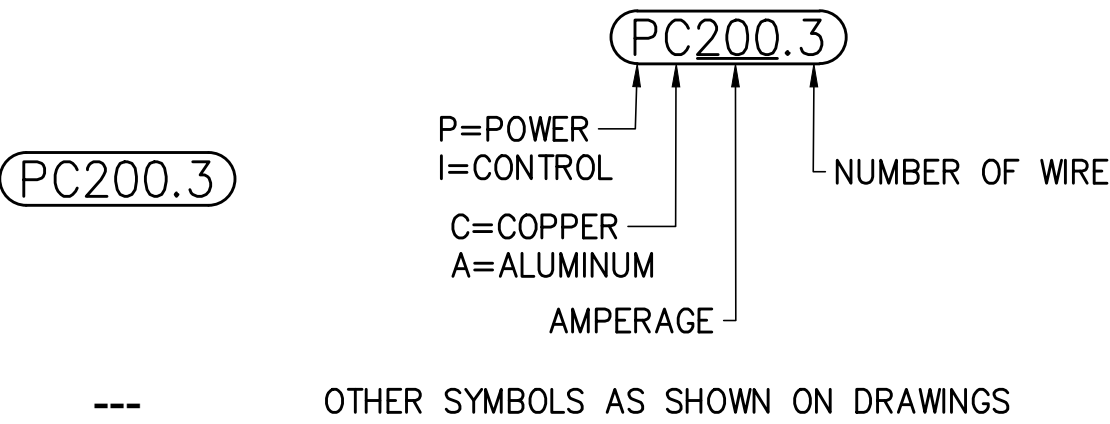 PC200.3
P=POWER
I=CONTROL
PC200.3
NUMBER OF WIRE
C=COPPER
A=ALUMINUM
AMPERAGE
--- OTHER SYMBOLS AS SHOWN ON DRAWINGS